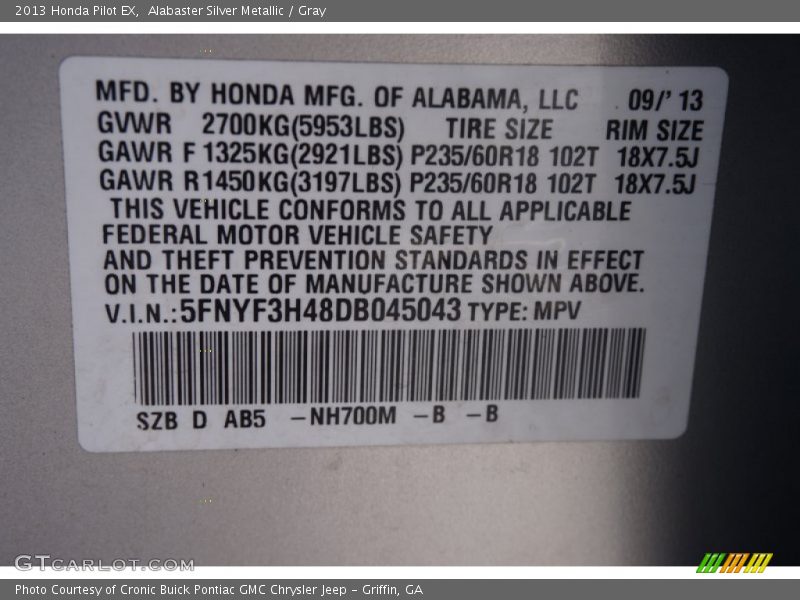 2013 Honda Pilot EX, Alabaster Silver Metallic / Gray
MFD. BY HONDA MFG. OF ALABAMA, LLC 09/' 13
GVWR 2700KG(5953LBS) TIRE SIZE RIM SIZE
GAWR F 1325KG(2921LBS) P235/60R18 102T 18X7.5J
GAWR R1450KG(3197LBS) P235/60R18 102T 18X7.5J
THIS VEHICLE CONFORMS TO ALL APPLICABLE
FEDERAL MOTOR VEHICLE SAFETY
AND THEFT PREVENTION STANDARDS IN EFFECT
ON THE DATE OF MANUFACTURE SHOWN ABOVE.
V.I.N.:5FNYF3H48DB045043 TYPE: MPV
SZB D AB5 –NH700M –B –B
GTCARLOT.COM
Photo Courtesy of Cronic Buick Pontiac GMC Chrysler Jeep – Griffin, GA